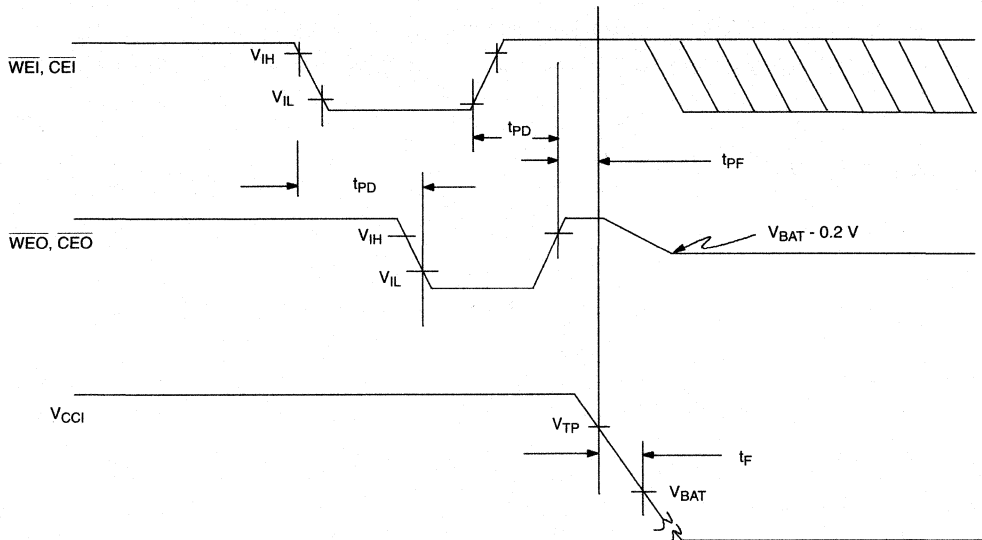 WEI, CEI
VIH
VIL
tPD
tPF
tPD
WEO, CEO
VIH
VIL
VBAT - 0.2 V
VCCI
VTP
tF
VBAT